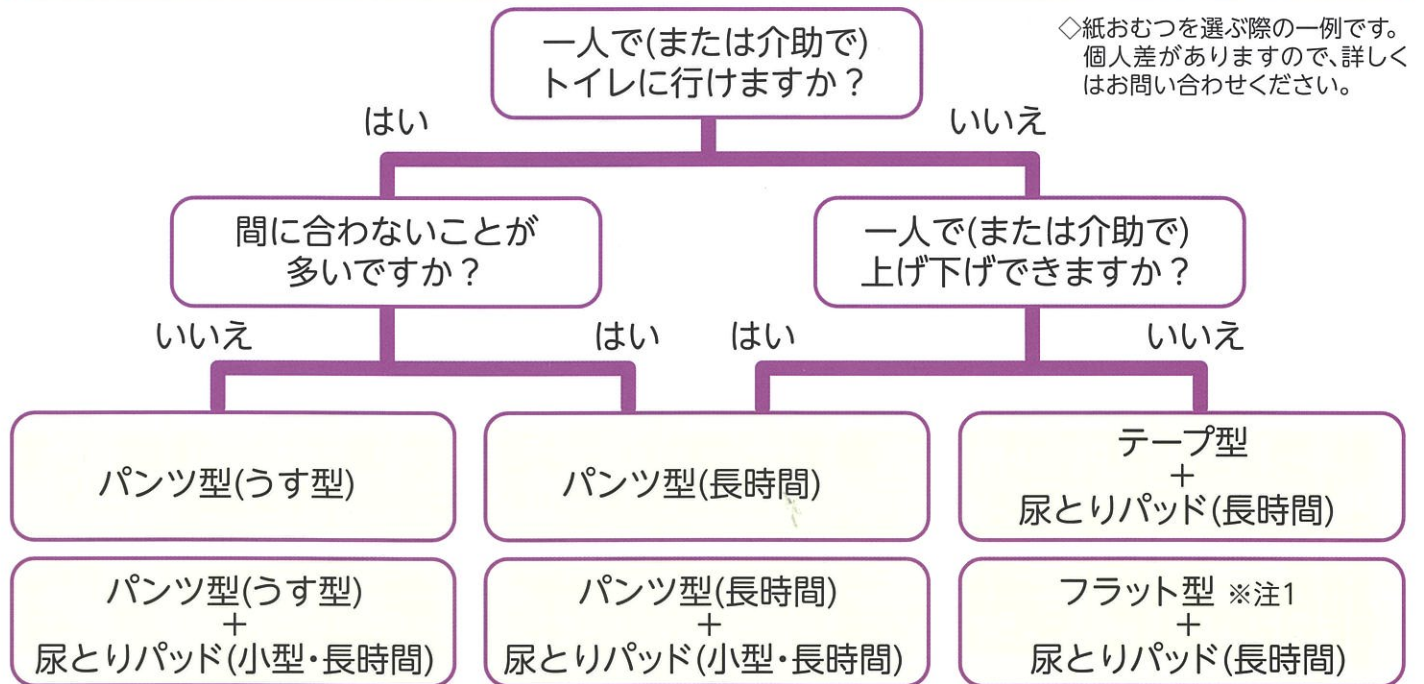 一人で(または介助で)
トイレに行けますか？
◇紙おむつを選ぶ際の一例です。
個人差がありますので、詳しく
はお問い合わせください。
はい
いいえ
間に合わないことが
多いですか？
一人で(または介助で)
上げ下げできますか？
いいえ
はい
はい
いいえ
パンツ型(うす型)
パンツ型(長時間)
テープ型
+
尿とりパッド(長時間)
パンツ型(うす型)
+
尿とりパッド(小型・長時間)
パンツ型(長時間)
+
尿とりパッド(小型・長時間)
フラット型 ※注1
+
尿とりパッド(長時間)